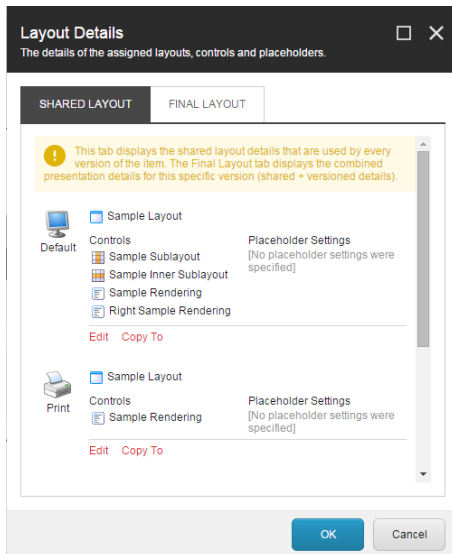 Layout Details
The details of the assigned layouts, controls and placeholders.
SHARED LAYOUT
FINAL LAYOUT
This tab displays the shared layout details that are used by every
version of the item. The Final Layout tab displays the combined
presentation details for this specific version (shared + versioned details).
Default
Sample Layout
Controls
Sample Sublayout
Sample Inner Sublayout
Sample Rendering
Right Sample Rendering
Placeholder Settings
[No placeholder settings were
specified]
Edit Copy To
Print
Sample Layout
Controls
Sample Rendering
Placeholder Settings
[No placeholder settings were
specified]
Edit Copy To
OK
Cancel